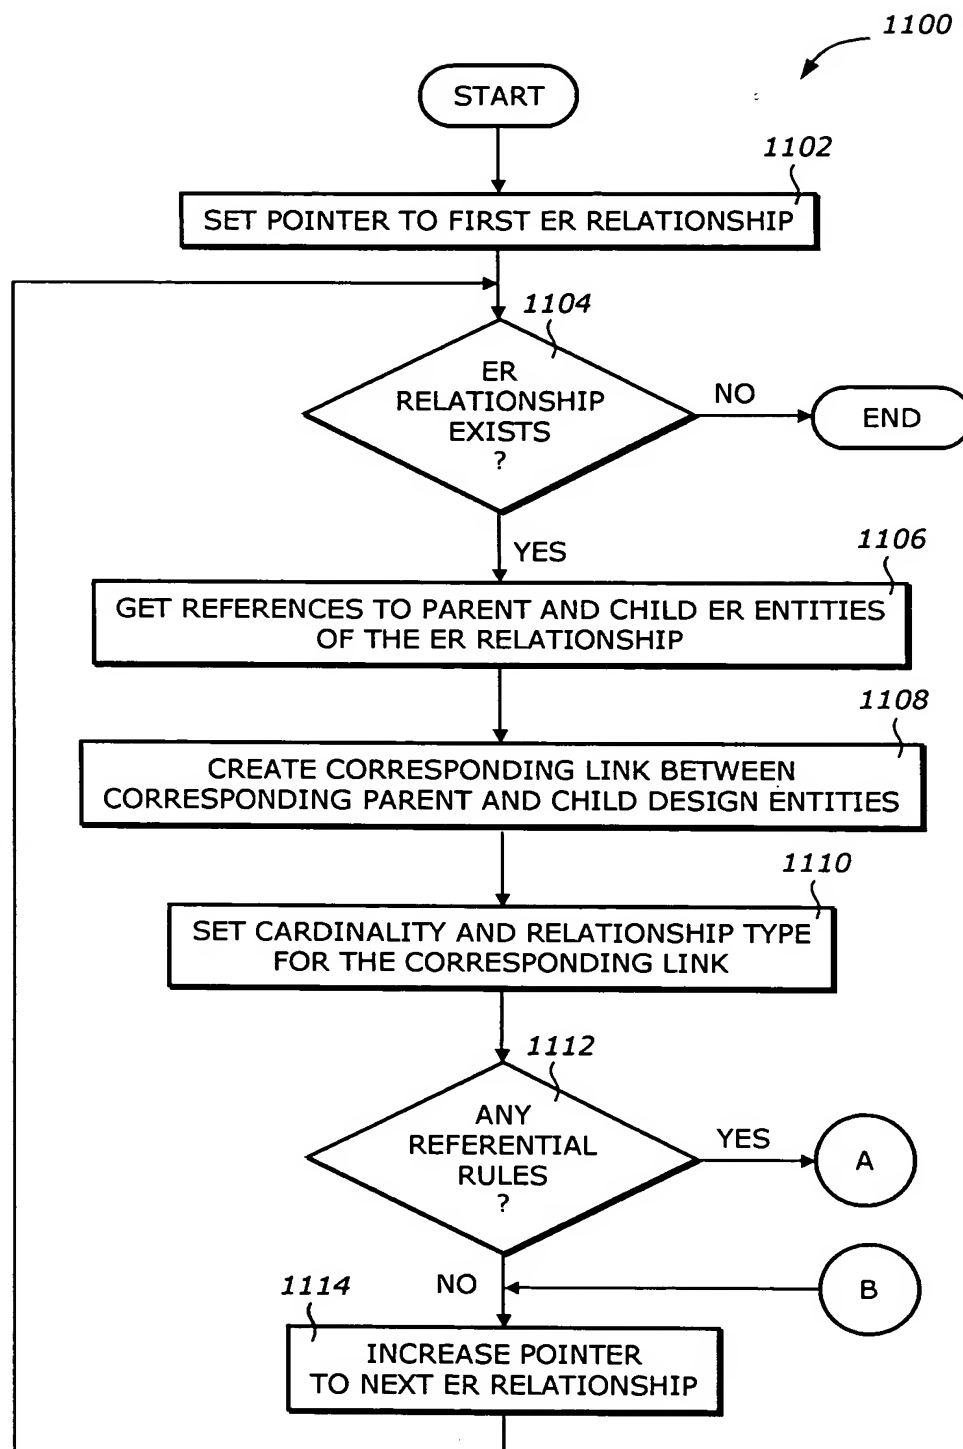 1100
START
1102
SET POINTER TO FIRST ER RELATIONSHIP
1104
ER
RELATIONSHIP
EXISTS
?
NO
END
YES
1106
GET REFERENCES TO PARENT AND CHILD ER ENTITIES
OF THE ER RELATIONSHIP
1108
CREATE CORRESPONDING LINK BETWEEN
CORRESPONDING PARENT AND CHILD DESIGN ENTITIES
1110
SET CARDINALITY AND RELATIONSHIP TYPE
FOR THE CORRESPONDING LINK
1112
ANY
REFERENTIAL
RULES
?
YES
A
NO
B
1114
INCREASE POINTER
TO NEXT ER RELATIONSHIP